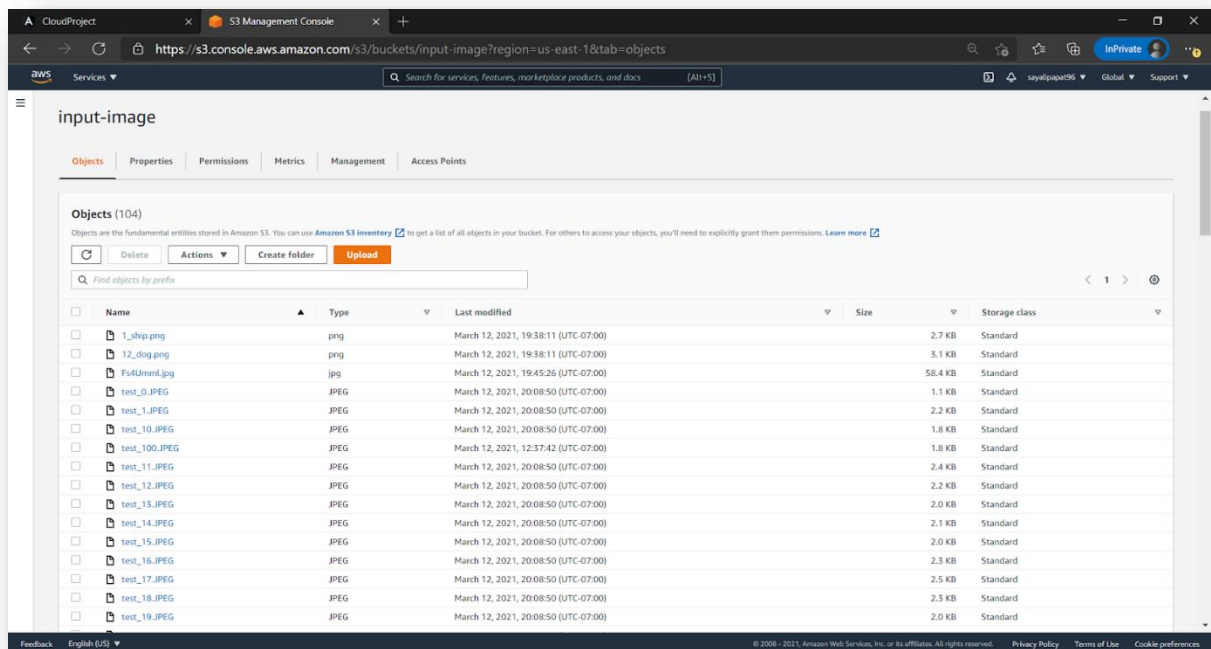 A CloudProject
S3 Management Console
https://s3.console.aws.amazon.com/s3/buckets/input-image?region=us-east-1&tab=objects
InPrivate
aws Services ▼ Search for services, features, marketplace products, and docs [Alt+S] sayalipapat96 ▼ Global ▼ Support ▼
input-image
Objects Properties Permissions Metrics Management Access Points
Objects (104)
Objects are the fundamental entities stored in Amazon S3. You can use Amazon S3 inventory to get a list of all objects in your bucket. For others to access your objects, you'll need to explicitly grant them permissions. Learn more
Delete Actions ▼ Create folder Upload
Find objects by prefix
< 1 >
Name ▲ Type Last modified Size Storage class
1_ship.png png March 12, 2021, 19:38:11 (UTC-07:00) 2.7 KB Standard
12_dog.png png March 12, 2021, 19:38:11 (UTC-07:00) 3.1 KB Standard
Fs4Umml.jpg jpg March 12, 2021, 19:45:26 (UTC-07:00) 58.4 KB Standard
test_0.JPEG JPEG March 12, 2021, 20:08:50 (UTC-07:00) 1.1 KB Standard
test_1.JPEG JPEG March 12, 2021, 20:08:50 (UTC-07:00) 2.2 KB Standard
test_10.JPEG JPEG March 12, 2021, 20:08:50 (UTC-07:00) 1.8 KB Standard
test_100.JPEG JPEG March 12, 2021, 12:37:42 (UTC-07:00) 1.8 KB Standard
test_11.JPEG JPEG March 12, 2021, 20:08:50 (UTC-07:00) 2.4 KB Standard
test_12.JPEG JPEG March 12, 2021, 20:08:50 (UTC-07:00) 2.2 KB Standard
test_13.JPEG JPEG March 12, 2021, 20:08:50 (UTC-07:00) 2.0 KB Standard
test_14.JPEG JPEG March 12, 2021, 20:08:50 (UTC-07:00) 2.1 KB Standard
test_15.JPEG JPEG March 12, 2021, 20:08:50 (UTC-07:00) 2.0 KB Standard
test_16.JPEG JPEG March 12, 2021, 20:08:50 (UTC-07:00) 2.3 KB Standard
test_17.JPEG JPEG March 12, 2021, 20:08:50 (UTC-07:00) 2.5 KB Standard
test_18.JPEG JPEG March 12, 2021, 20:08:50 (UTC-07:00) 2.3 KB Standard
test_19.JPEG JPEG March 12, 2021, 20:08:50 (UTC-07:00) 2.0 KB Standard
Feedback English (US) ▼ © 2008 - 2021, Amazon Web Services, Inc. or its affiliates. All rights reserved. Privacy Policy Terms of Use Cookie preferences